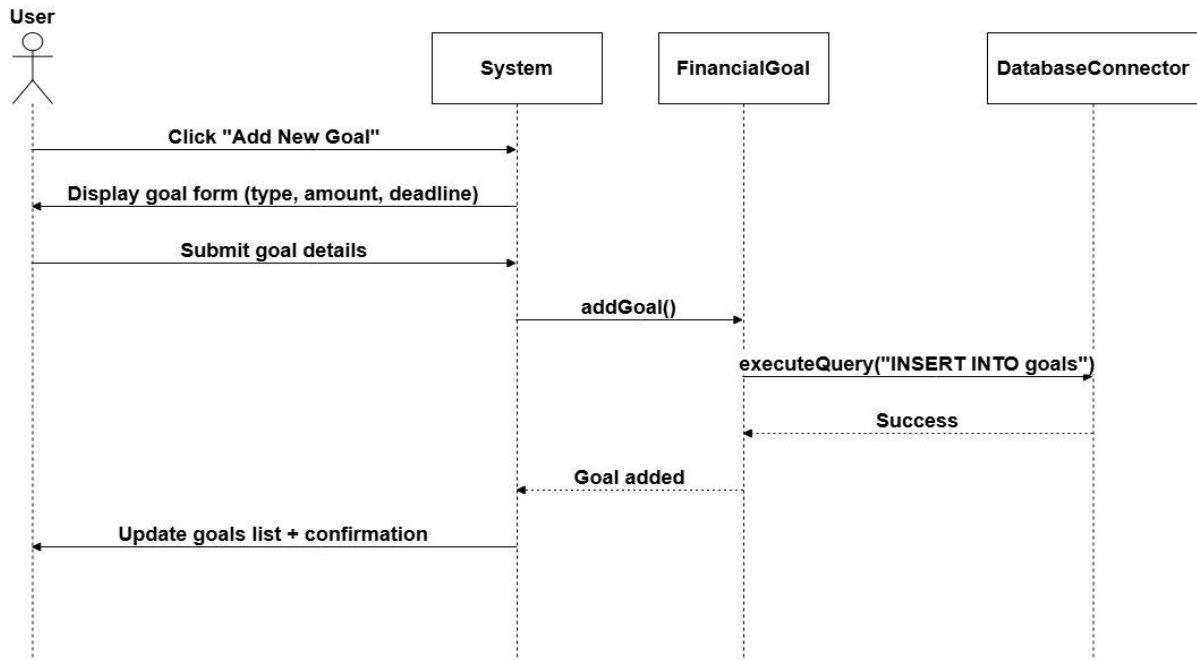 User
System
FinancialGoal
DatabaseConnector
Click "Add New Goal"
Display goal form (type, amount, deadline)
Submit goal details
addGoal()
executeQuery("INSERT INTO goals")
Success
Goal added
Update goals list + confirmation